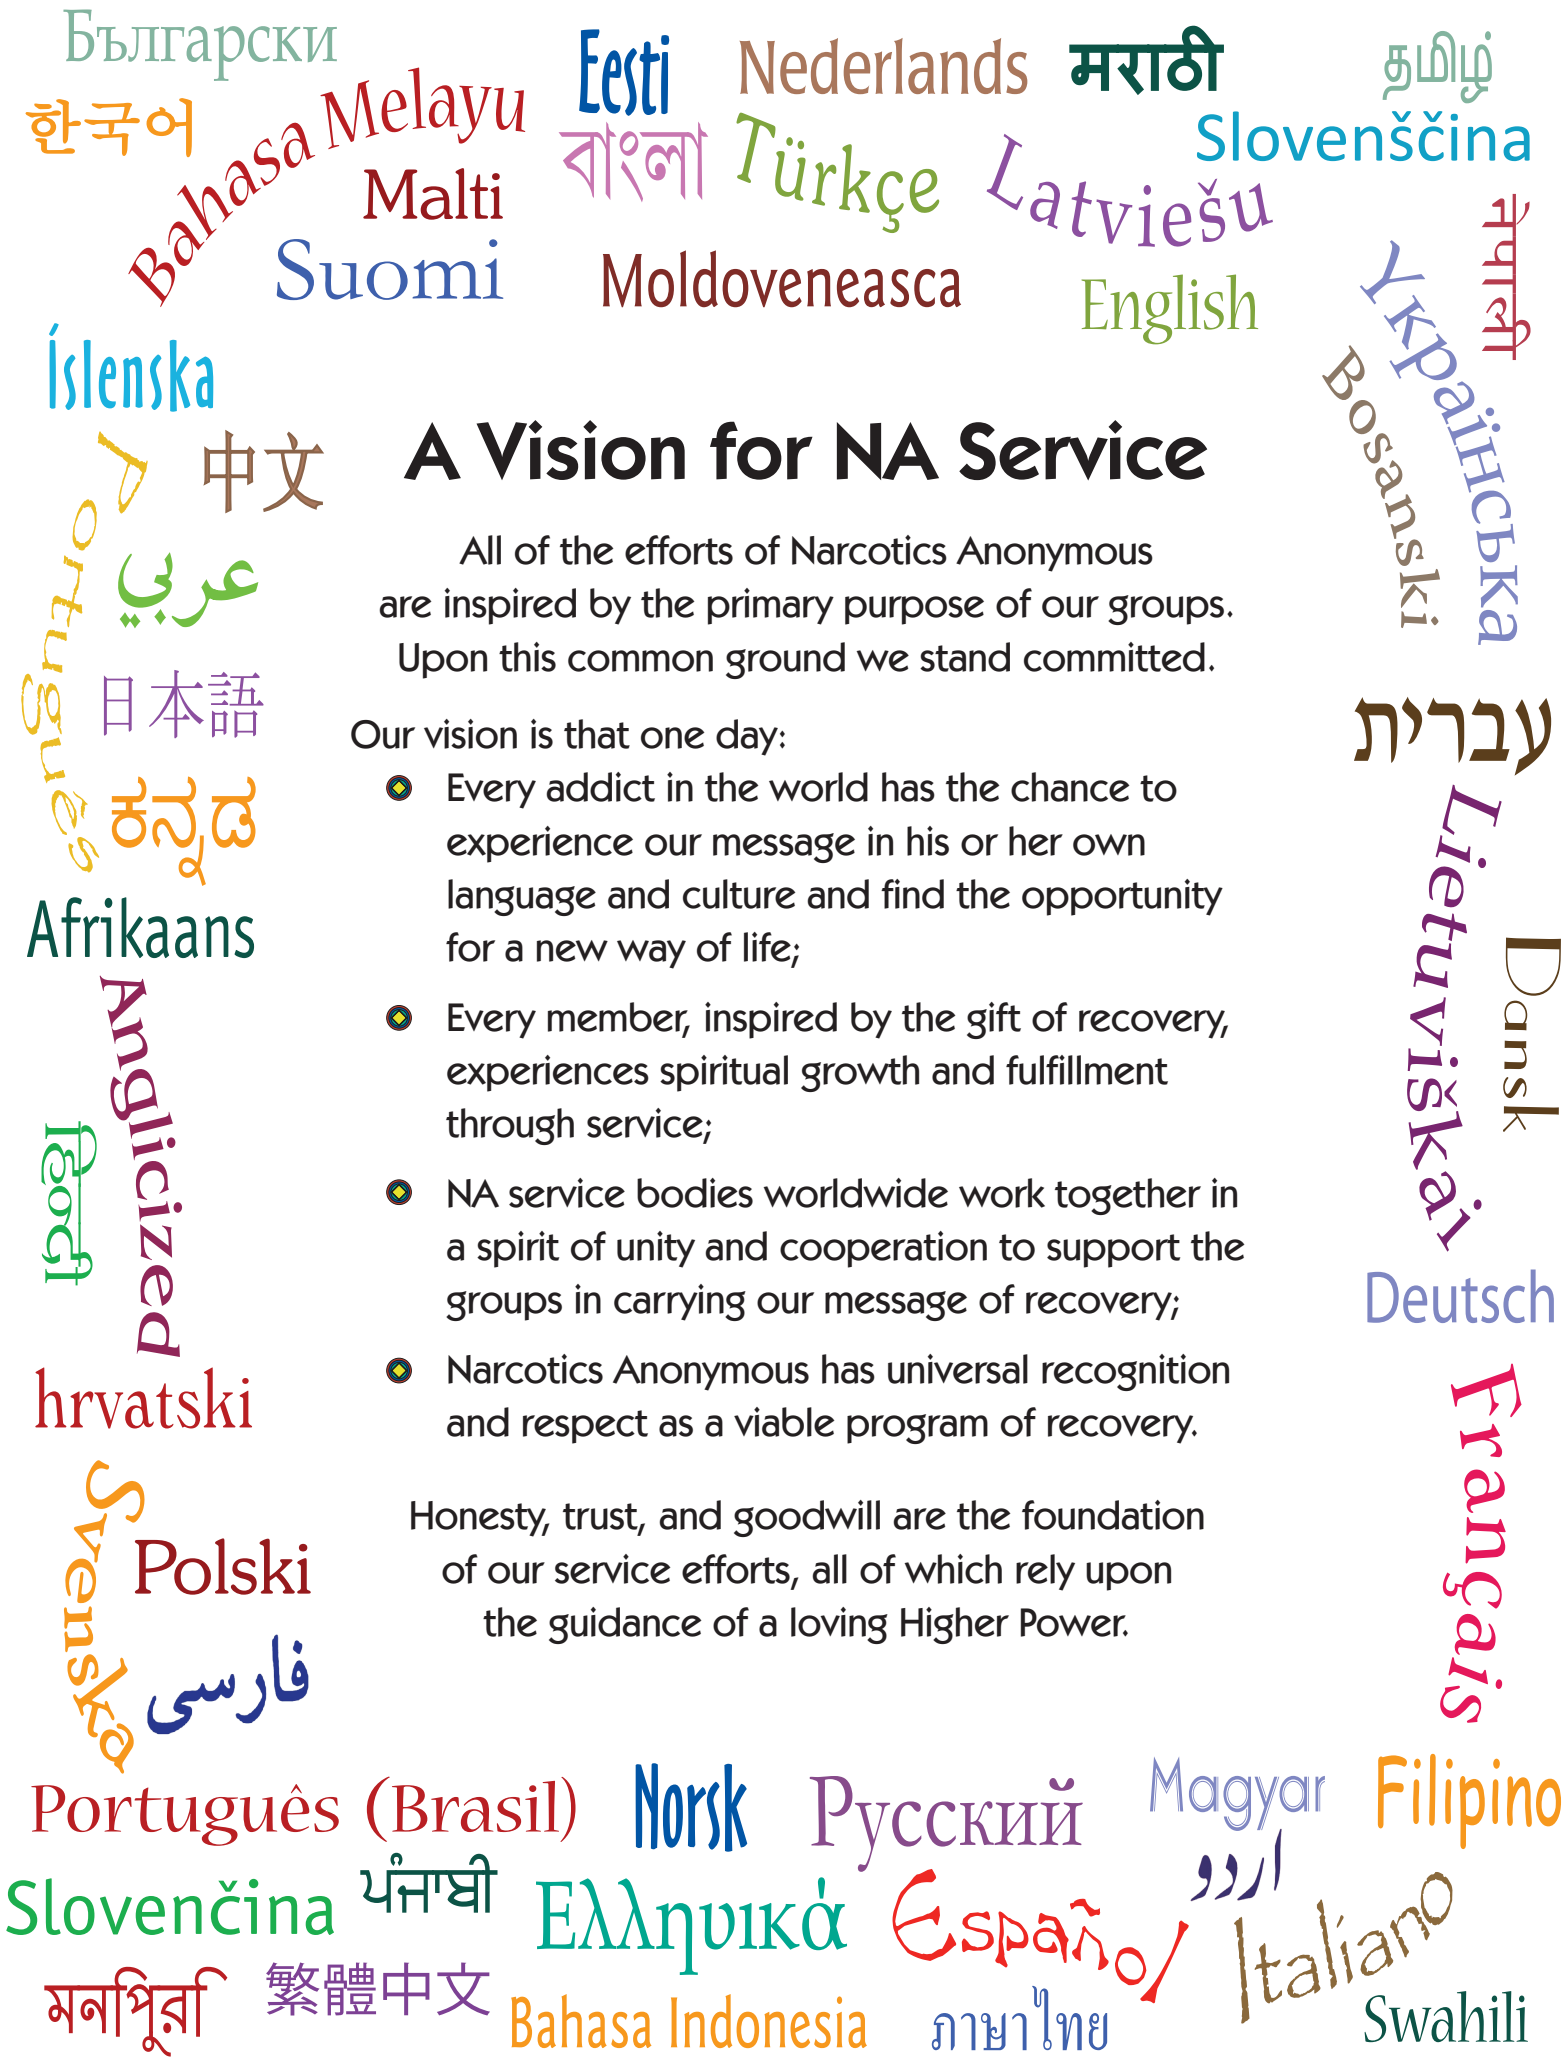 Български
한국어
Bahasa Melayu
Malti
Suomi
Eesti
বাংলা
Nederlands
Türkçe
मराठी
தமிழ்
Slovenščina
Latviešu
Moldoveneasca
English
नेपाली
Українська
Bosanski
Íslenska
Português
中文
عربي
日本語
ಕನ್ನಡ
Afrikaans
Anglicized
हिन्दी
hrvatski
Svenska
Polski
فارسی
A Vision for NA Service
All of the efforts of Narcotics Anonymous
are inspired by the primary purpose of our groups.
Upon this common ground we stand committed.
Our vision is that one day:
Every addict in the world has the chance to
experience our message in his or her own
language and culture and find the opportunity
for a new way of life;
Every member, inspired by the gift of recovery,
experiences spiritual growth and fulfillment
through service;
NA service bodies worldwide work together in
a spirit of unity and cooperation to support the
groups in carrying our message of recovery;
Narcotics Anonymous has universal recognition
and respect as a viable program of recovery.
Honesty, trust, and goodwill are the foundation
of our service efforts, all of which rely upon
the guidance of a loving Higher Power.
עברית
Lietuviškai
Dansk
Deutsch
Français
Português (Brasil)
Norsk
Русский
Magyar
Filipino
Slovenčina
ਪੰਜਾਬੀ
Ελληυικά
Español
اردو
Italiano
মনিপুরি
繁體中文
Bahasa Indonesia
ภาษาไทย
Swahili